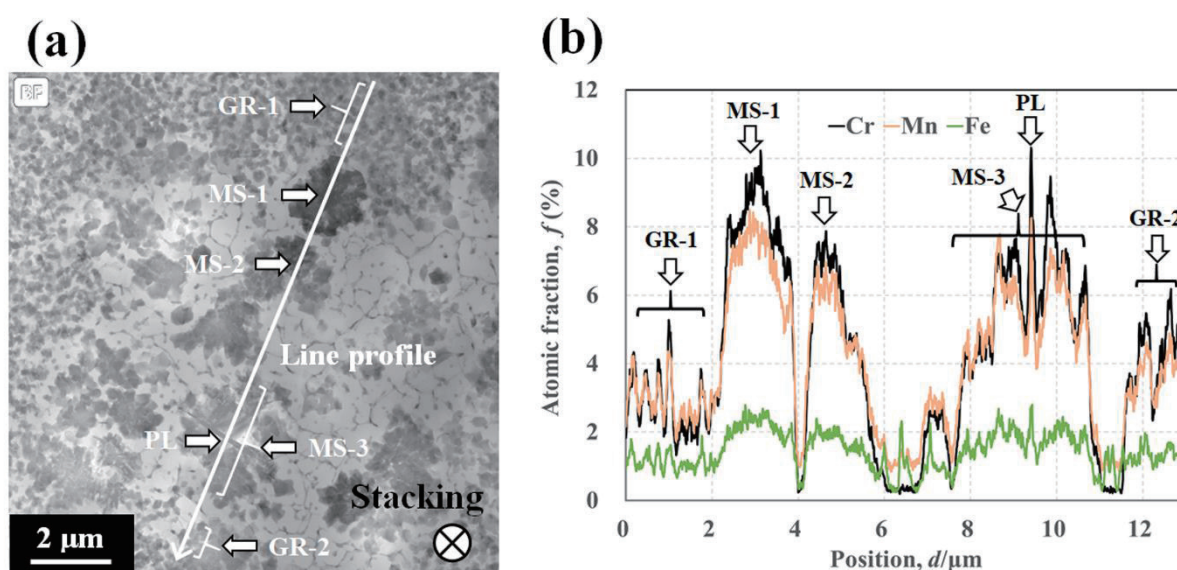 (a)
BF
GR-1
MS-1
MS-2
Line profile
PL
MS-3
Stacking
GR-2
2 μm
(b)
12
10
8
6
4
2
0
Atomic fraction, f (%)
Cr Mn Fe
MS-1
PL
MS-2
MS-3
GR-1
GR-2
0 2 4 6 8 10 12
Position, d/μm